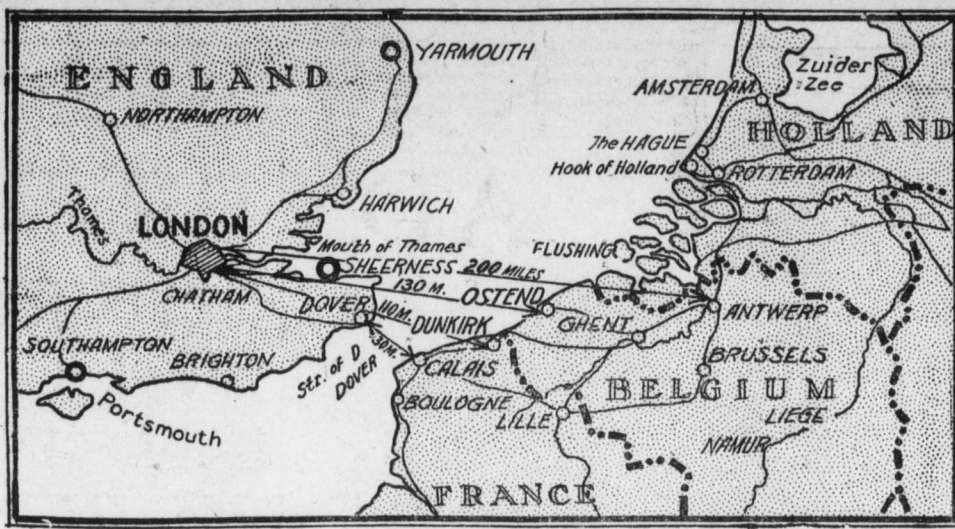 YARMOUTH
ENGLAND
Zuider
Zee
AMSTERDAM
NORTHAMPTON
HOLLAND
The HAGUE
Hook of Holland
ROTTERDAM
HARWICH
Thames
LONDON
Mouth of Thames
FLUSHING
SHEERNESS 200 MILES
130 M.
CHATHAM
OSTEND
DOVER
110 M.
ANTWERP
DUNKIRK
GHENT
30 M.
SOUTHAMPTON
BRIGHTON
Str. of D
DOVER
CALAIS
BRUSSELS
BELGIUM
BOULOGNE
LILLE
LIEGE
Portsmouth
NAMUR
FRANCE